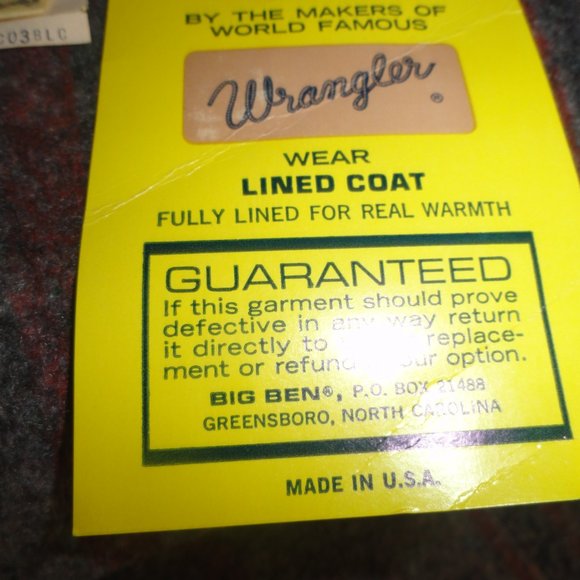 C03BLC
BY THE MAKERS OF
WORLD FAMOUS
Wrangler ®
WEAR
LINED COAT
FULLY LINED FOR REAL WARMTH
GUARANTEED
If this garment should prove
defective in any way return
it directly to replace-
ment or refund our option.
BIG BEN®, P.O. BOX 21488
GREENSBORO, NORTH CAROLINA
MADE IN U.S.A.